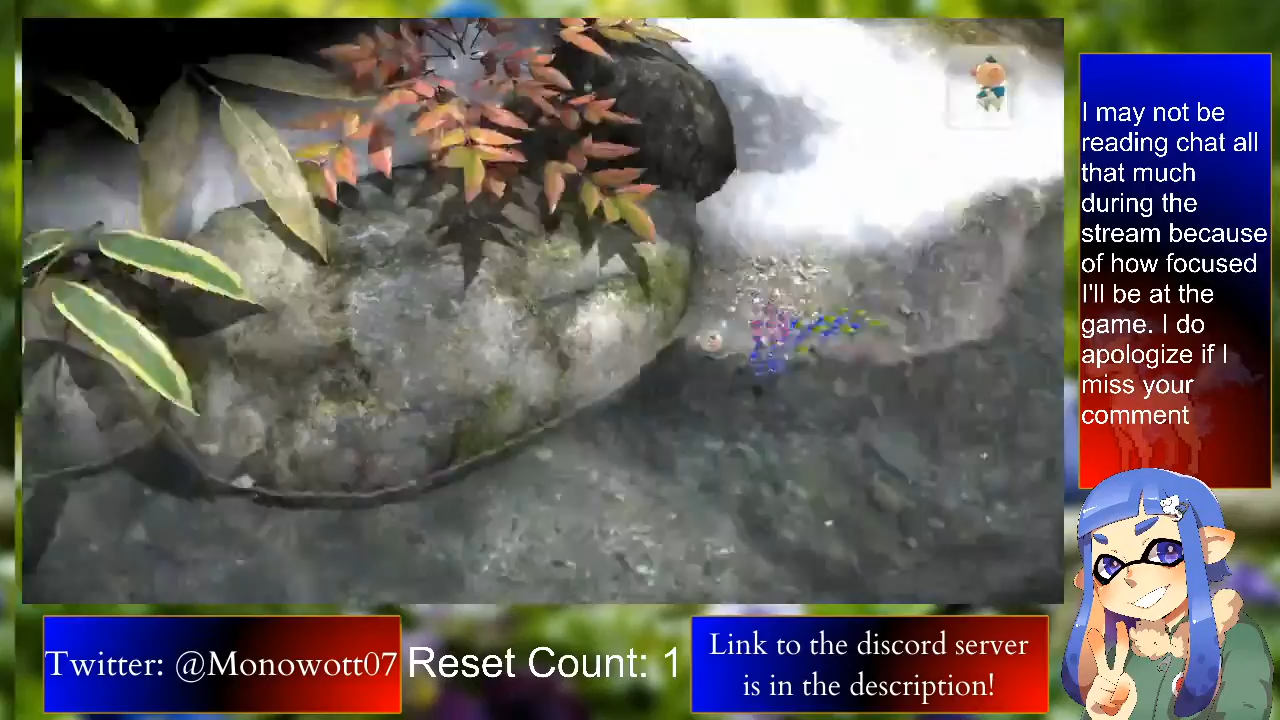 I may not be
reading chat all
that much
during the
stream because
of how focused
I'll be at the
game. I do
apologize if I
miss your
comment
Twitter: @Monowott07
Reset Count: 1
Link to the discord server
is in the description!